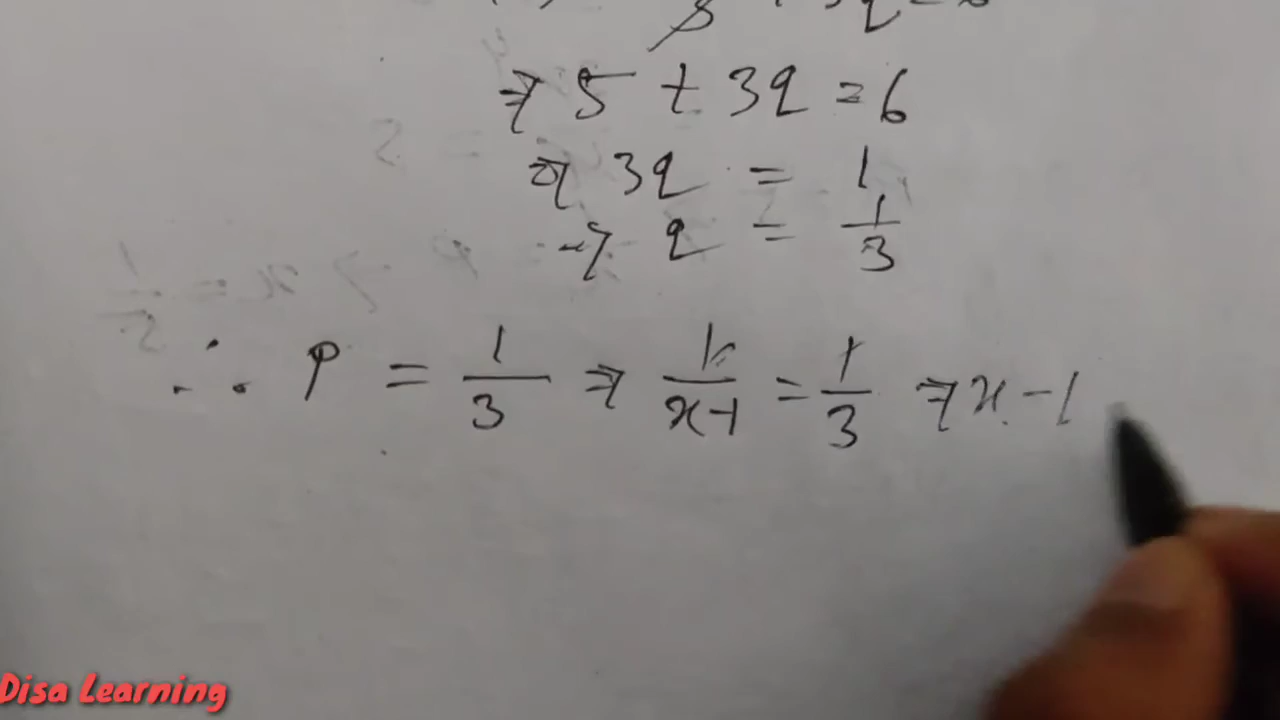 ⇒ 5 + 3q = 6
⇒ 3q = 1
⇒ q = 1/3
∴ p = 1/3 ⇒ 1/x-1 = 1/3 ⇒ x - 1
Disa Learning